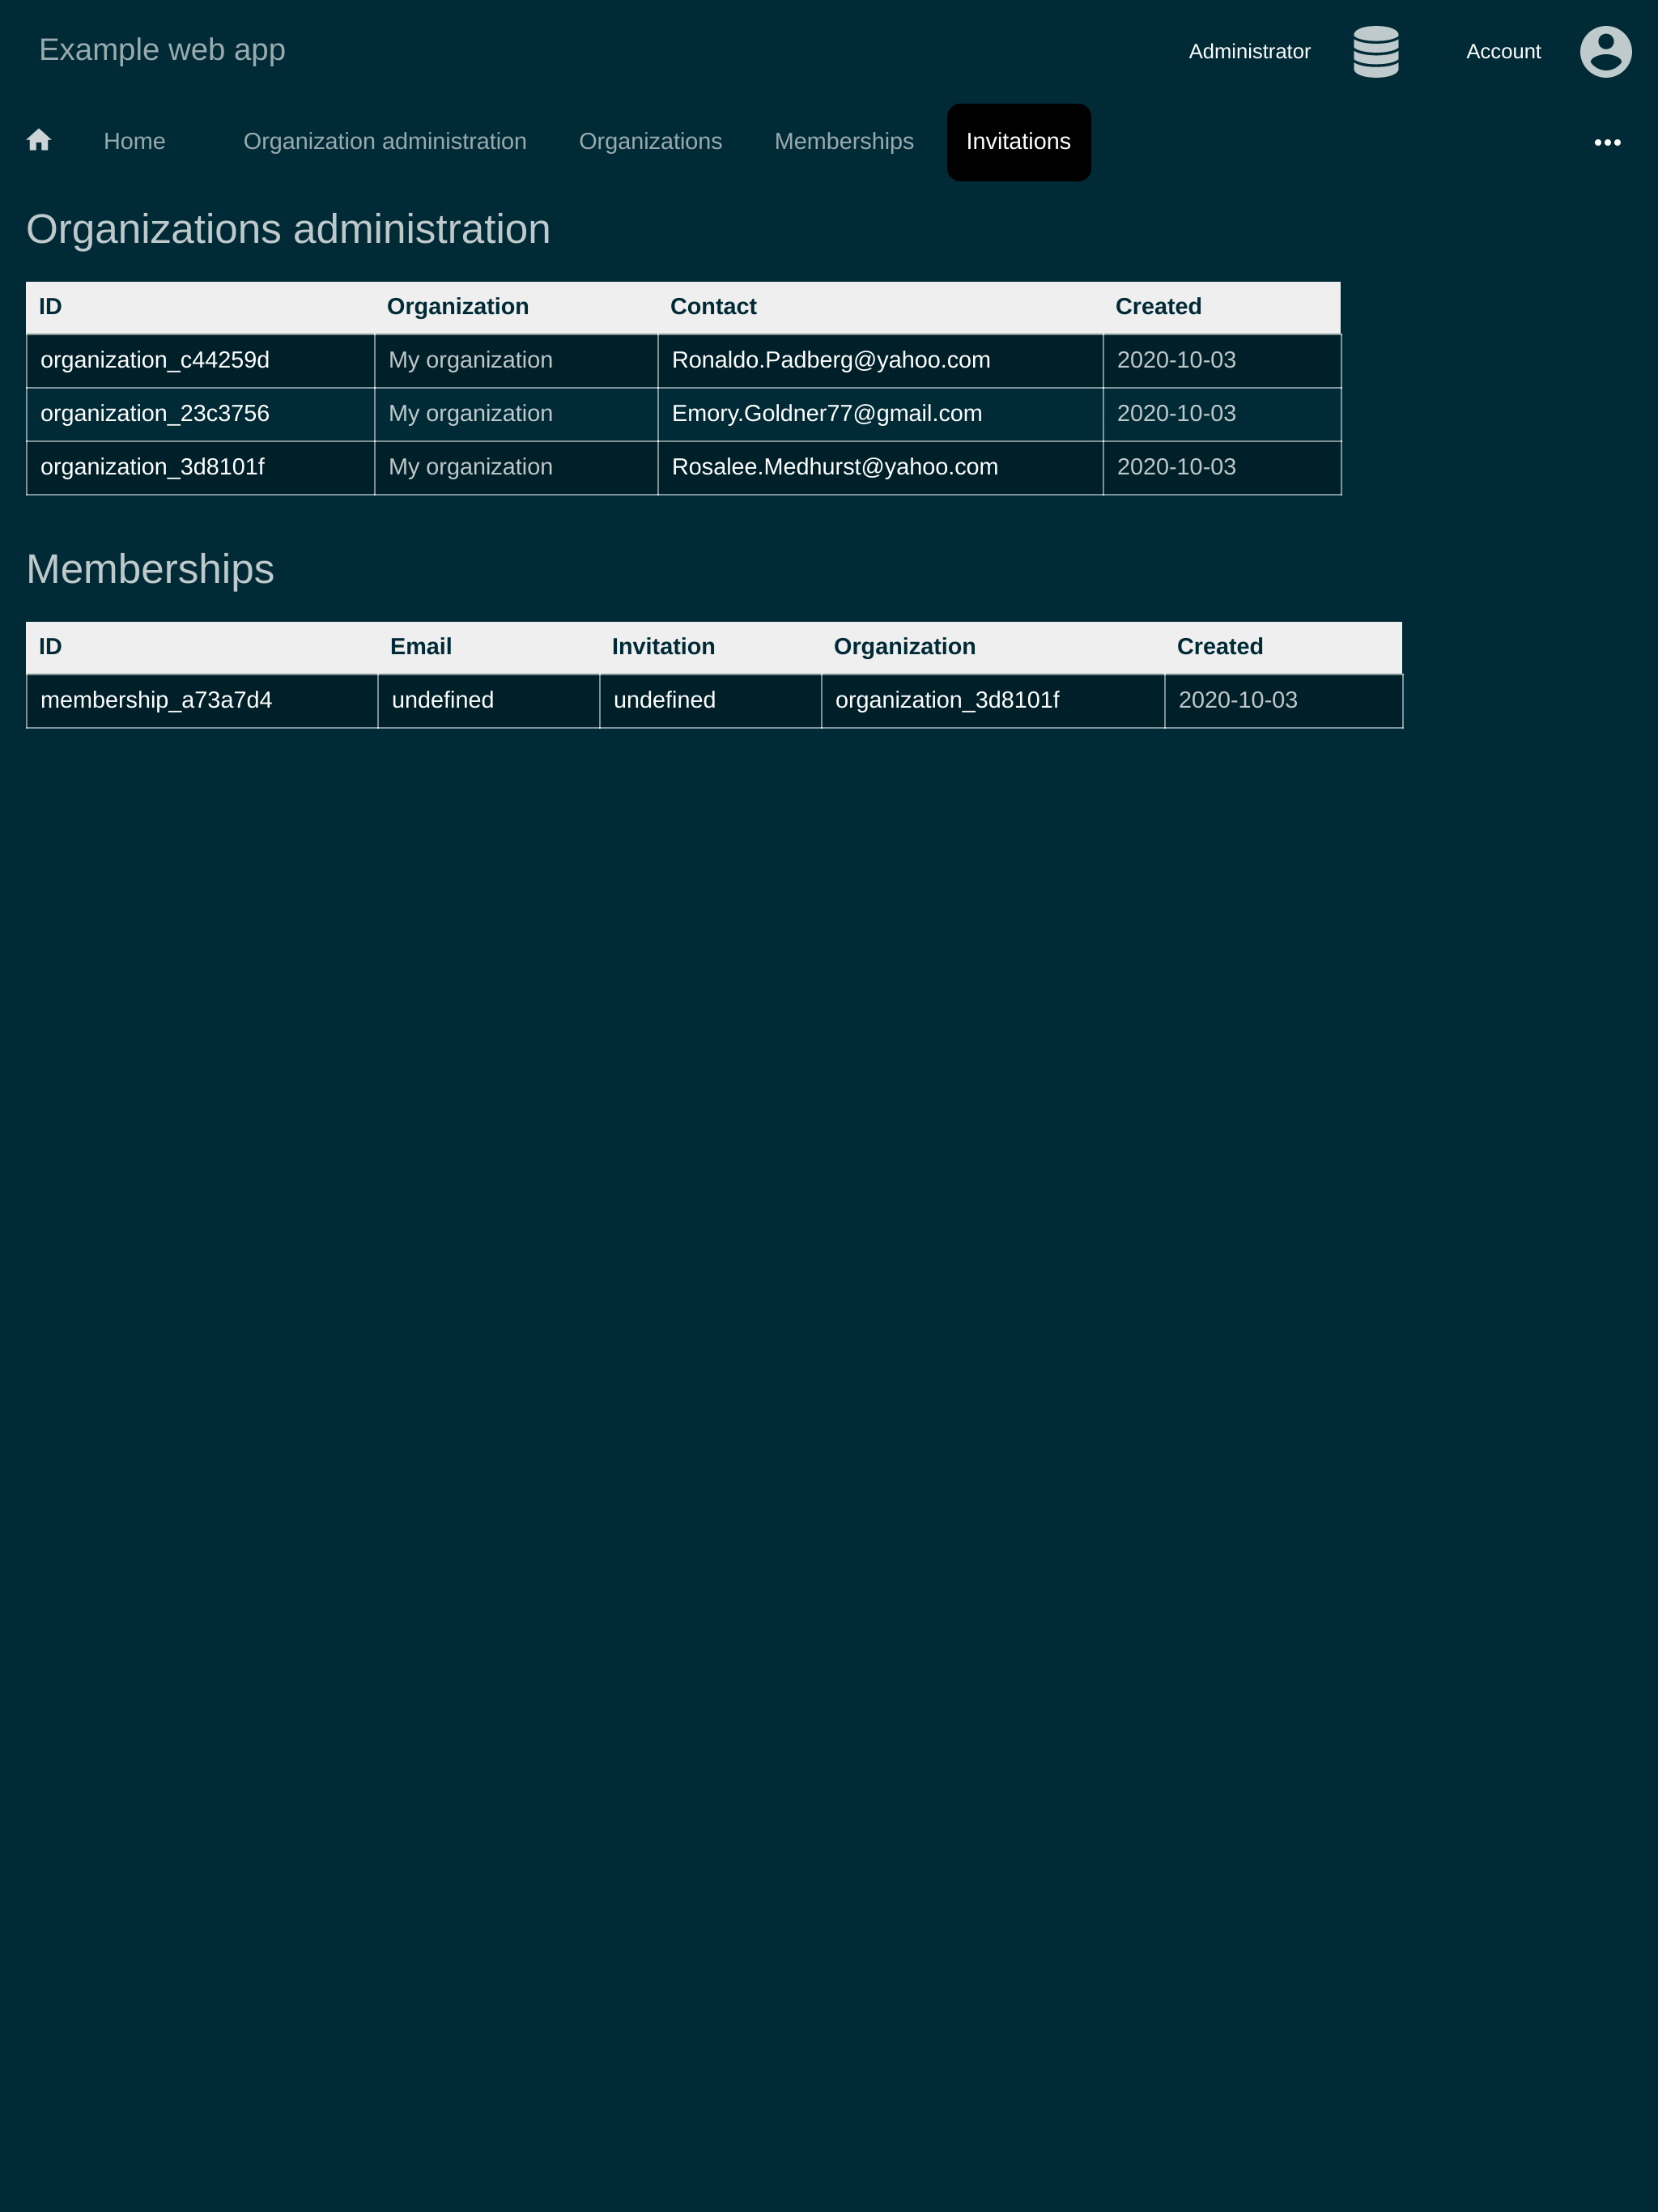 Example web app
Administrator Account
Home Organization administration Organizations Memberships Invitations
Organizations administration
ID Organization Contact Created
organization_c44259d My organization Ronaldo.Padberg@yahoo.com 2020-10-03
organization_23c3756 My organization Emory.Goldner77@gmail.com 2020-10-03
organization_3d8101f My organization Rosalee.Medhurst@yahoo.com 2020-10-03
Memberships
ID Email Invitation Organization Created
membership_a73a7d4 undefined undefined organization_3d8101f 2020-10-03